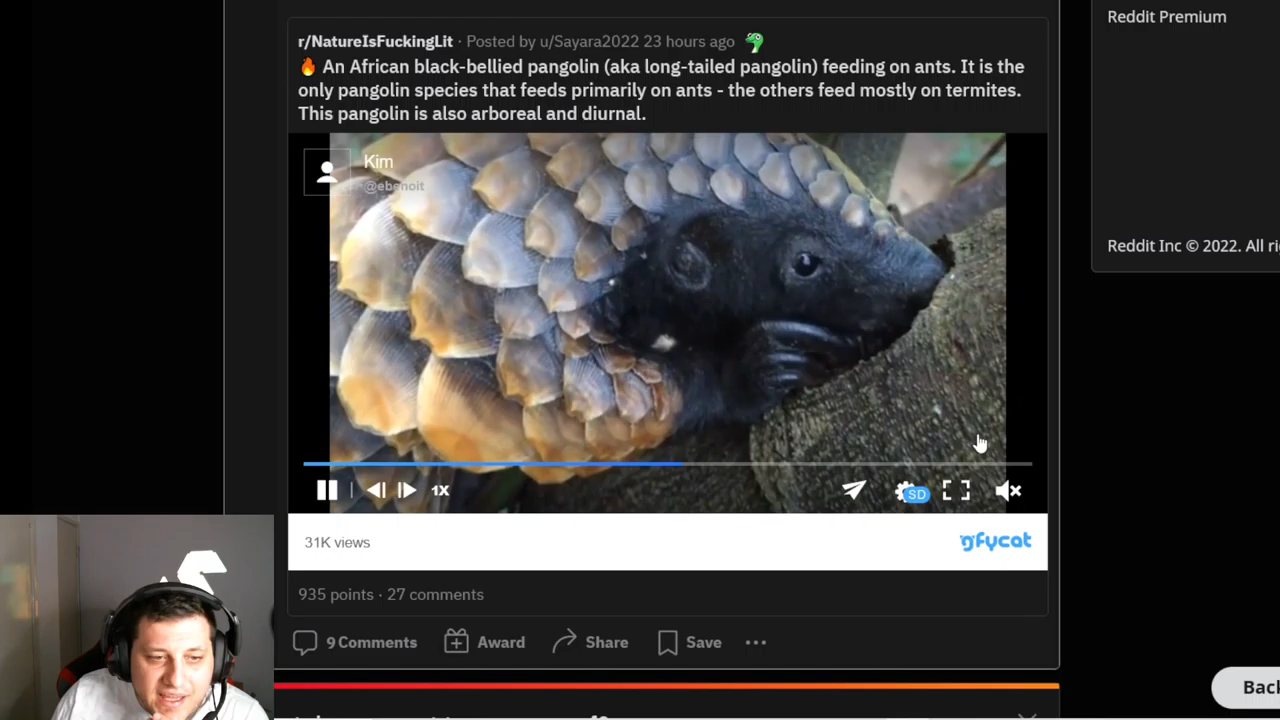 Reddit Premium
r/NatureIsFuckingLit · Posted by u/Sayara2022 23 hours ago
🔥 An African black-bellied pangolin (aka long-tailed pangolin) feeding on ants. It is the
only pangolin species that feeds primarily on ants - the others feed mostly on termites.
This pangolin is also arboreal and diurnal.
Kim
@ebenoit
Reddit Inc © 2022. All ri
1X
SD
31K views
gfycat
935 points · 27 comments
9 Comments Award Share Save ...
Back